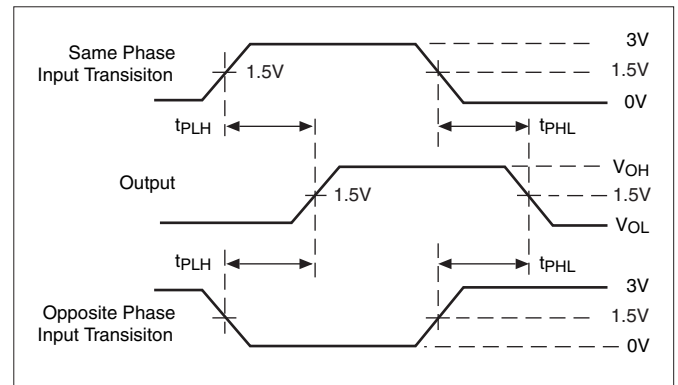 Same Phase
Input Transisiton
1.5V
3V
1.5V
0V
tPLH
tPHL
Output
1.5V
VOH
1.5V
VOL
tPLH
tPHL
Opposite Phase
Input Transisiton
3V
1.5V
0V